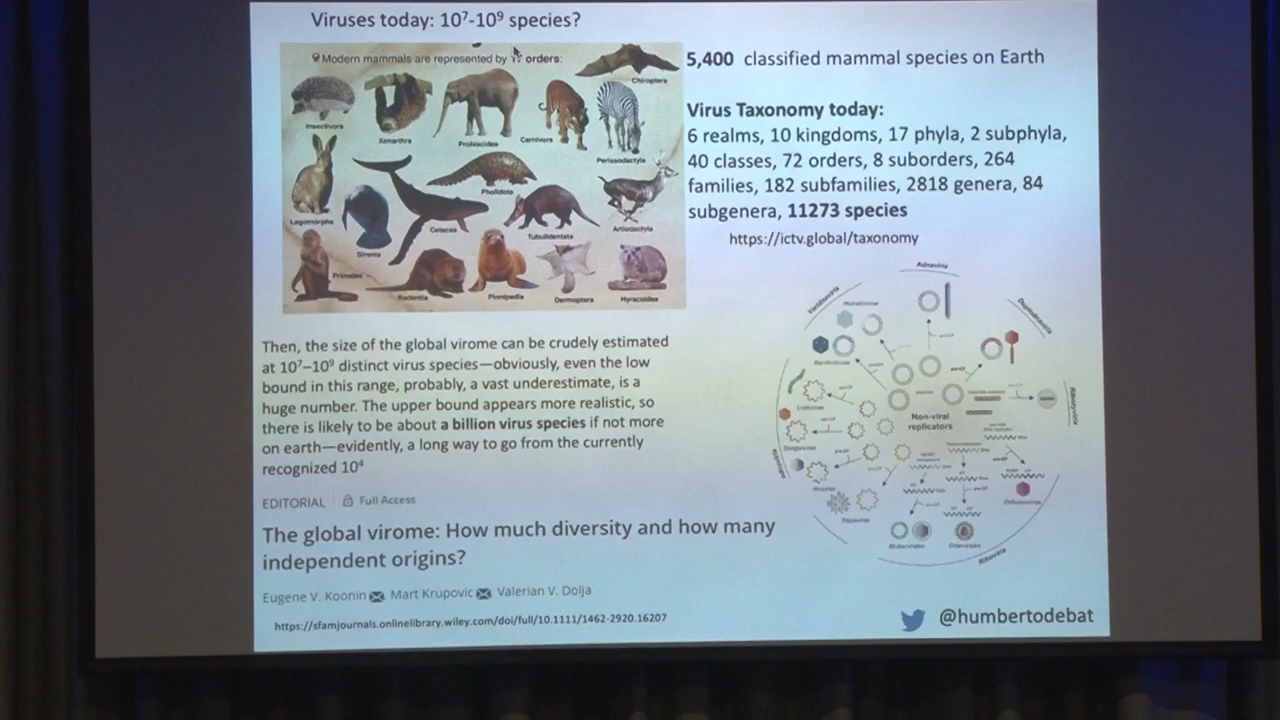 Viruses today: 10⁷-10⁹ species?
Modern mammals are represented by 17 orders:
Chiroptera
Insectivora
Xenarthra
Proboscidea
Carnivora
Perissodactyla
Lagomorpha
Sirenia
Cetacea
Pholidota
Tubulidentata
Artiodactyla
Primates
Rodentia
Pinnipedia
Dermoptera
Hyracoidea
5,400 classified mammal species on Earth
Virus Taxonomy today:
6 realms, 10 kingdoms, 17 phyla, 2 subphyla,
40 classes, 72 orders, 8 suborders, 264
families, 182 subfamilies, 2818 genera, 84
subgenera, 11273 species
https://ictv.global/taxonomy
Then, the size of the global virome can be crudely estimated
at 10⁷–10⁹ distinct virus species—obviously, even the low
bound in this range, probably, a vast underestimate, is a
huge number. The upper bound appears more realistic, so
there is likely to be about a billion virus species if not more
on earth—evidently, a long way to go from the currently
recognized 10⁴
EDITORIAL Full Access
The global virome: How much diversity and how many
independent origins?
Eugene V. Koonin Mart Krupovic Valerian V. Dolja
https://sfamjournals.onlinelibrary.wiley.com/doi/full/10.1111/1462-2920.16207
Adnaviria
Varidnaviria
Duplodnaviria
Non-viral
replicators
Riboviria
@humbertodebat